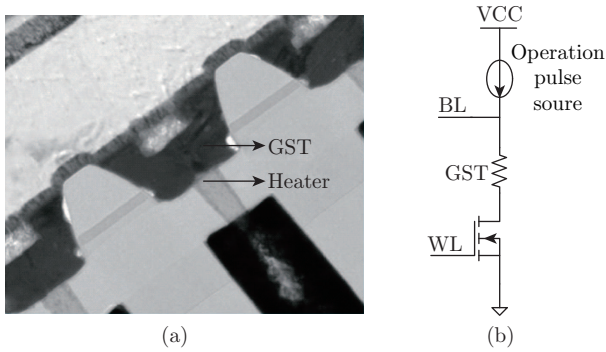 GST
Heater
(a)
VCC
Operation
pulse
soure
BL
GST
WL
(b)